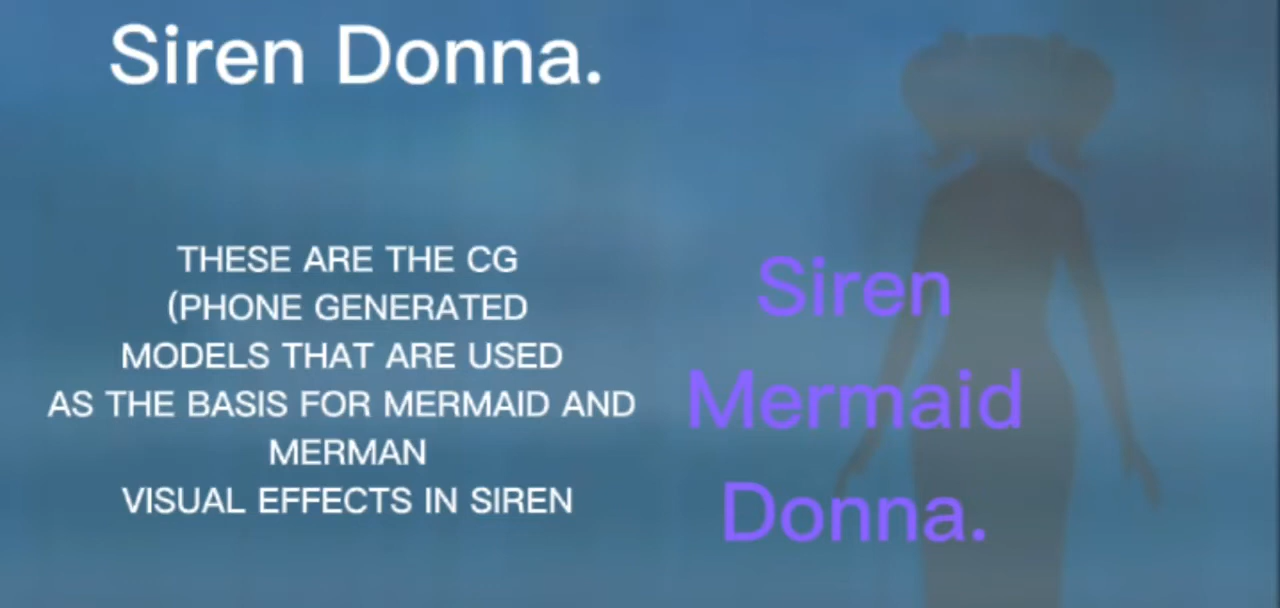 Siren Donna.
THESE ARE THE CG
(PHONE GENERATED
MODELS THAT ARE USED
AS THE BASIS FOR MERMAID AND
MERMAN
VISUAL EFFECTS IN SIREN
Siren
Mermaid
Donna.